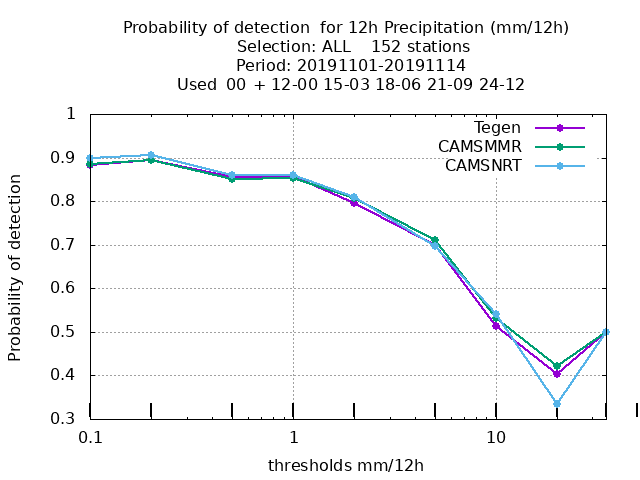 Probability of detection  for 12h Precipitation (mm/12h)
Selection: ALL    152 stations
Period: 20191101-20191114
Used  00 + 12-00 15-03 18-06 21-09 24-12
Tegen
CAMSMMR
CAMSNRT
Probability of detection
1
0.9
0.8
0.7
0.6
0.5
0.4
0.3
0.1
1
10
thresholds mm/12h